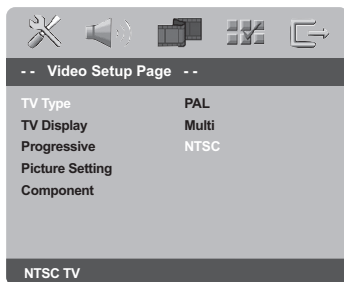 - - Video Setup Page - -
TV Type PAL
TV Display Multi
Progressive NTSC
Picture Setting
Component
NTSC TV